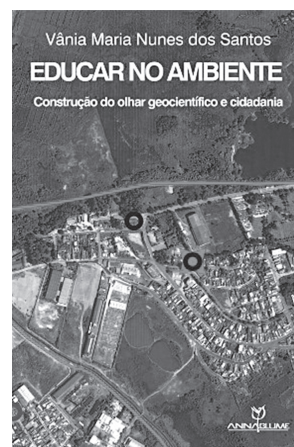 Vânia Maria Nunes dos Santos
EDUCAR NO AMBIENTE
Construção do olhar geocientífico e cidadania
ANNABLUME